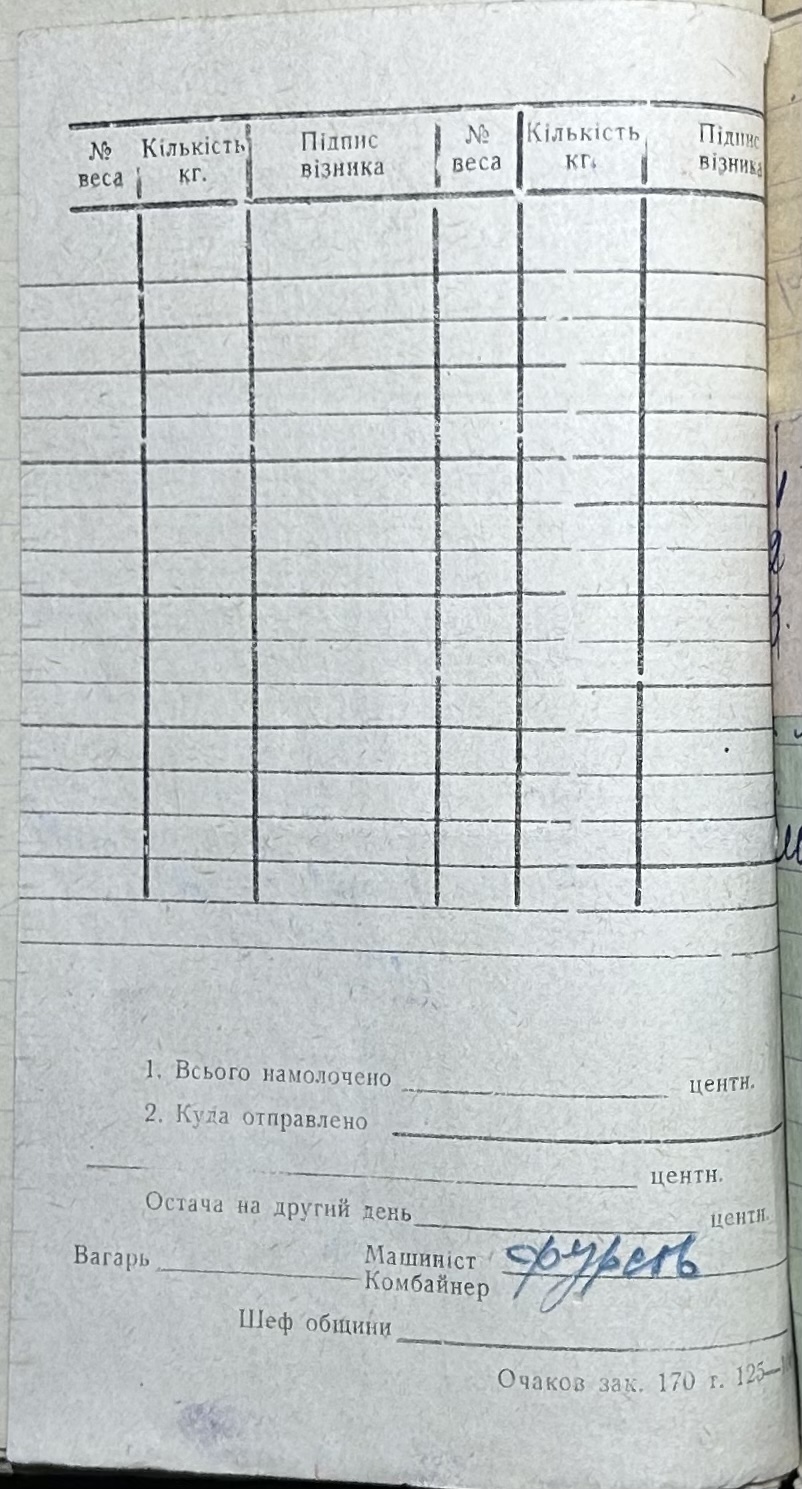 № веса Кількість кг. Підпис візника № веса Кількість кг. Підпис візника
1. Всього намолочено центн.
2. Куда отправлено
центн.
Остача на другий день центн.
Вагарь Машиніст
Комбайнер
Шеф общини
Очаков зак. 170 г. 125—